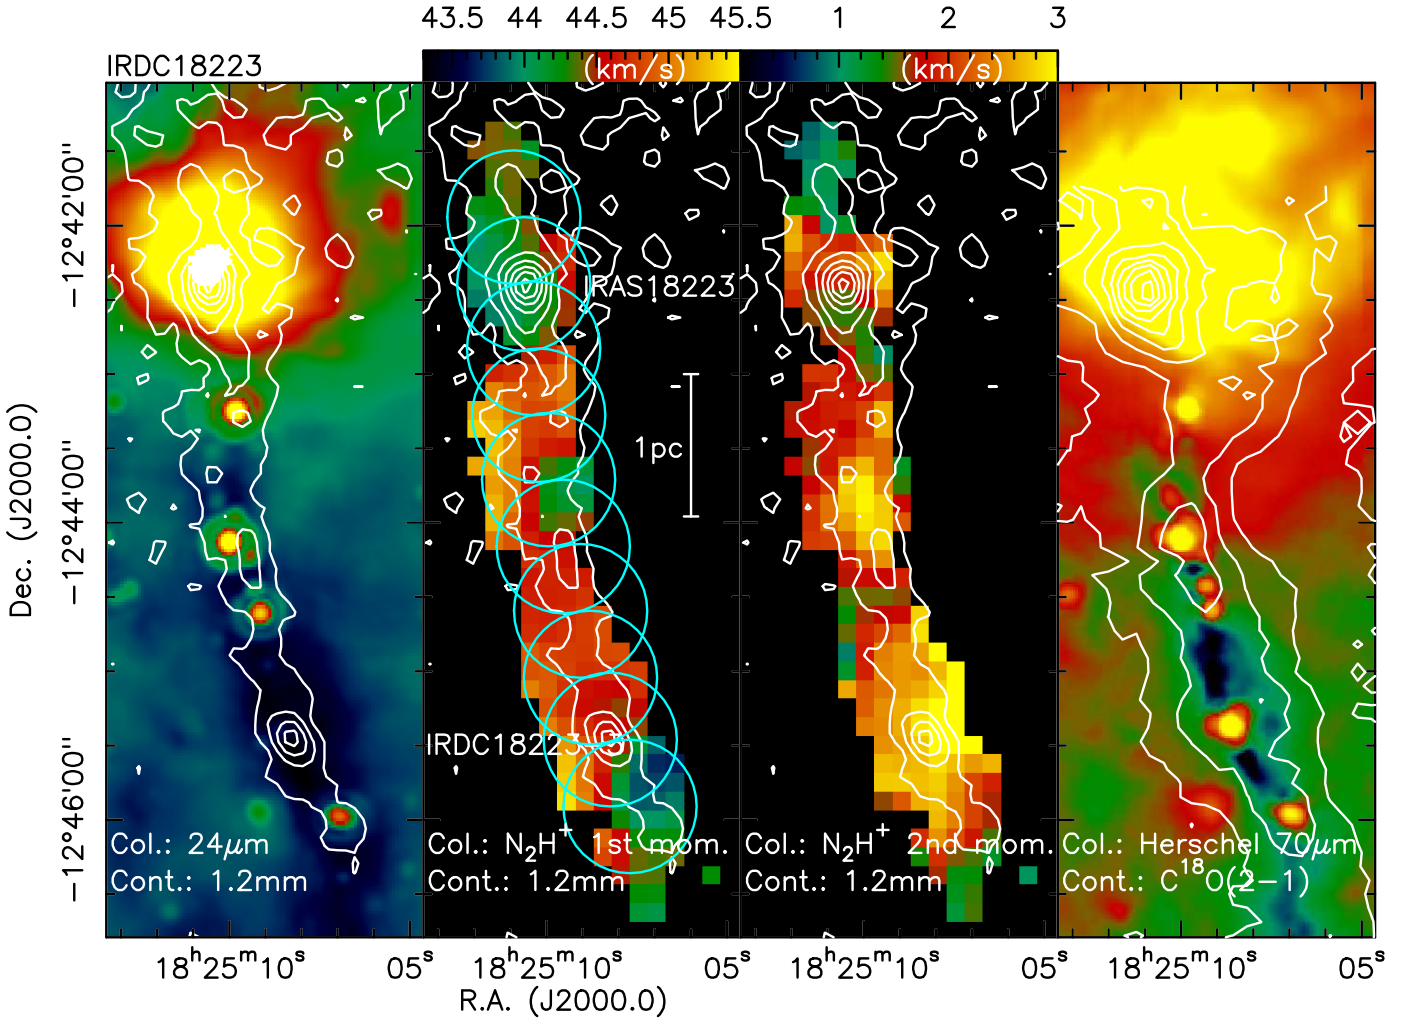 43.5 44 44.5 45 45.5 1 2 3
IRDC18223
(km/s) (km/s)
−12°42'00"
IRAS18223
1pc
−12°44'00"
Dec. (J2000.0)
IRDC18223
−12°46'00"
Col.: 24μm
Cont.: 1.2mm
Col.: N₂H⁺ 1st mom.
Cont.: 1.2mm
Col.: N₂H⁺ 2nd mom.
Cont.: 1.2mm
Col.: Herschel 70μm
Cont.: C¹⁸O(2−1)
18ʰ25ᵐ10ˢ 05ˢ 18ʰ25ᵐ10ˢ 05ˢ 18ʰ25ᵐ10ˢ 05ˢ 18ʰ25ᵐ10ˢ 05ˢ
R.A. (J2000.0)